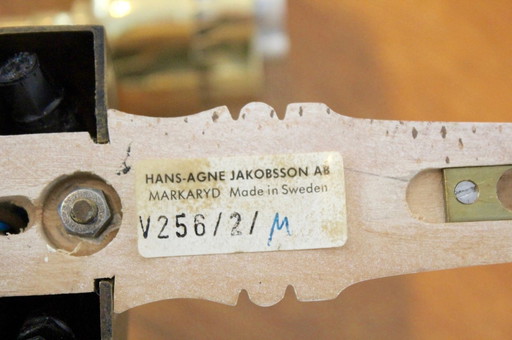 HANS-AGNE JAKOBSSON AB
MARKARYD Made in Sweden
V256/2/M